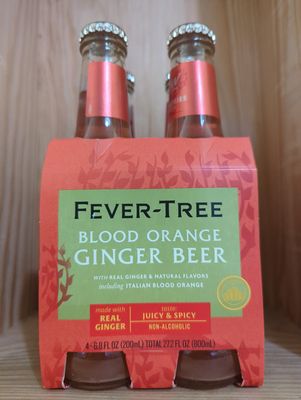 FEVER-TREE
BLOOD ORANGE
GINGER BEER
WITH REAL GINGER & NATURAL FLAVORS
including ITALIAN BLOOD ORANGE
made with
REAL
GINGER
taste:
JUICY & SPICY
NON-ALCOHOLIC
4-6.8 FL OZ (200mL) TOTAL 27.2 FL OZ (800mL)